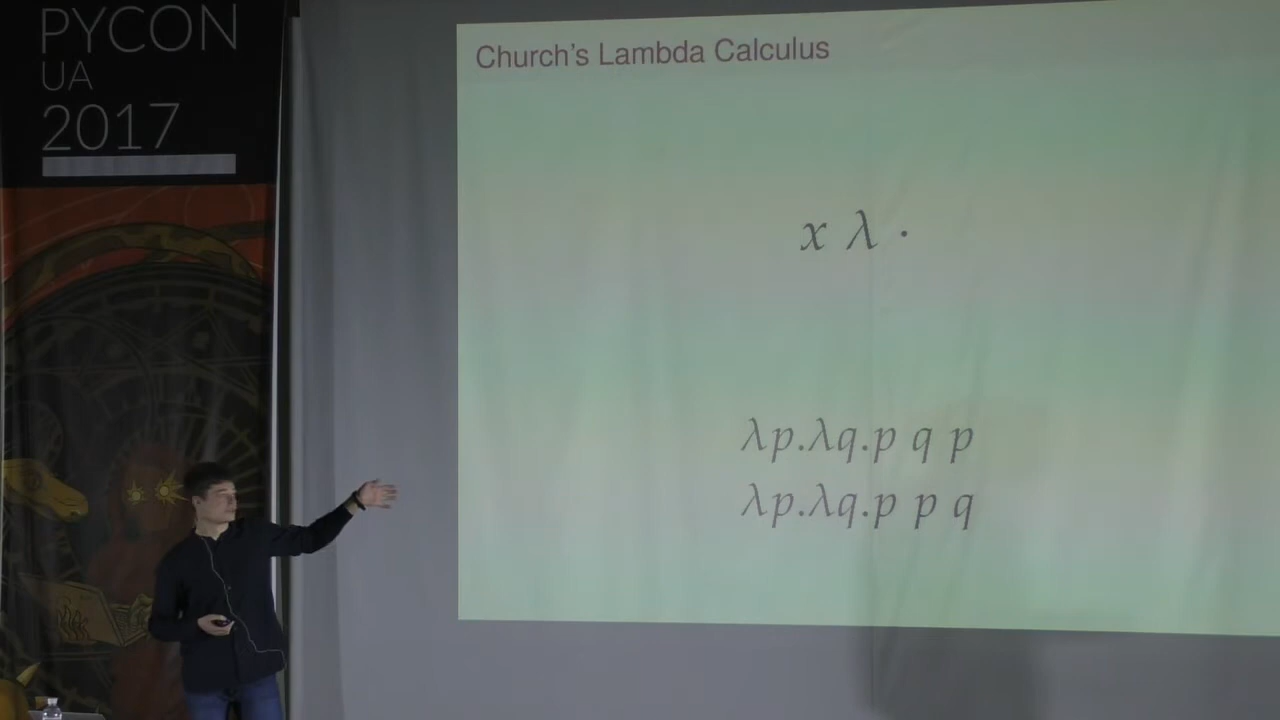 PYCON
UA
2017
Church's Lambda Calculus
x λ ·
λp.λq.p q p
λp.λq.p p q